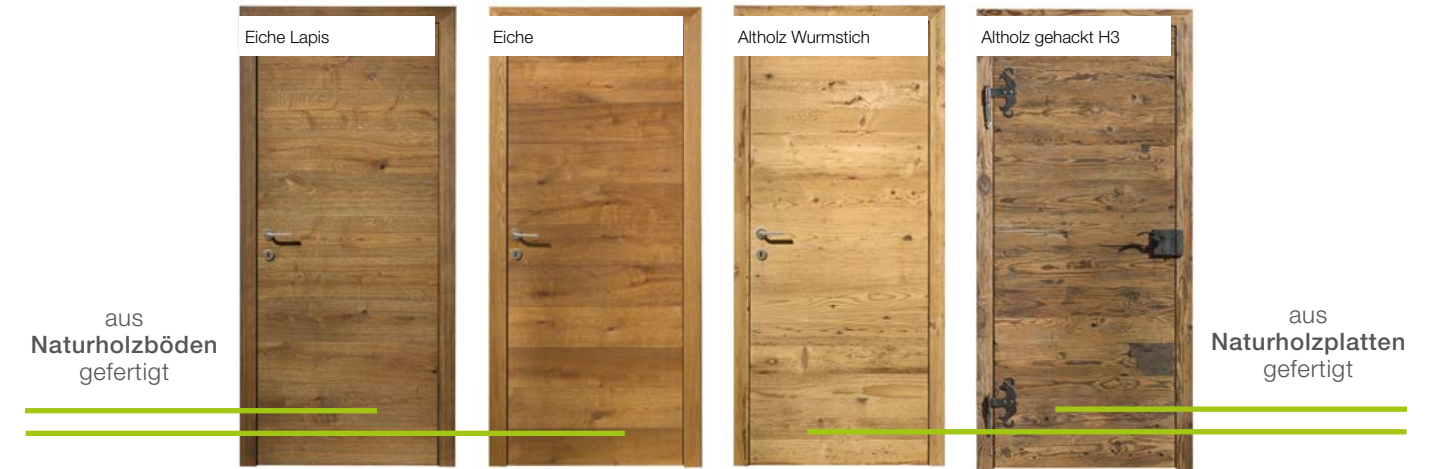 Eiche Lapis
Eiche
Altholz Wurmstich
Altholz gehackt H3
aus
Naturholzböden
gefertigt
aus
Naturholzplatten
gefertigt